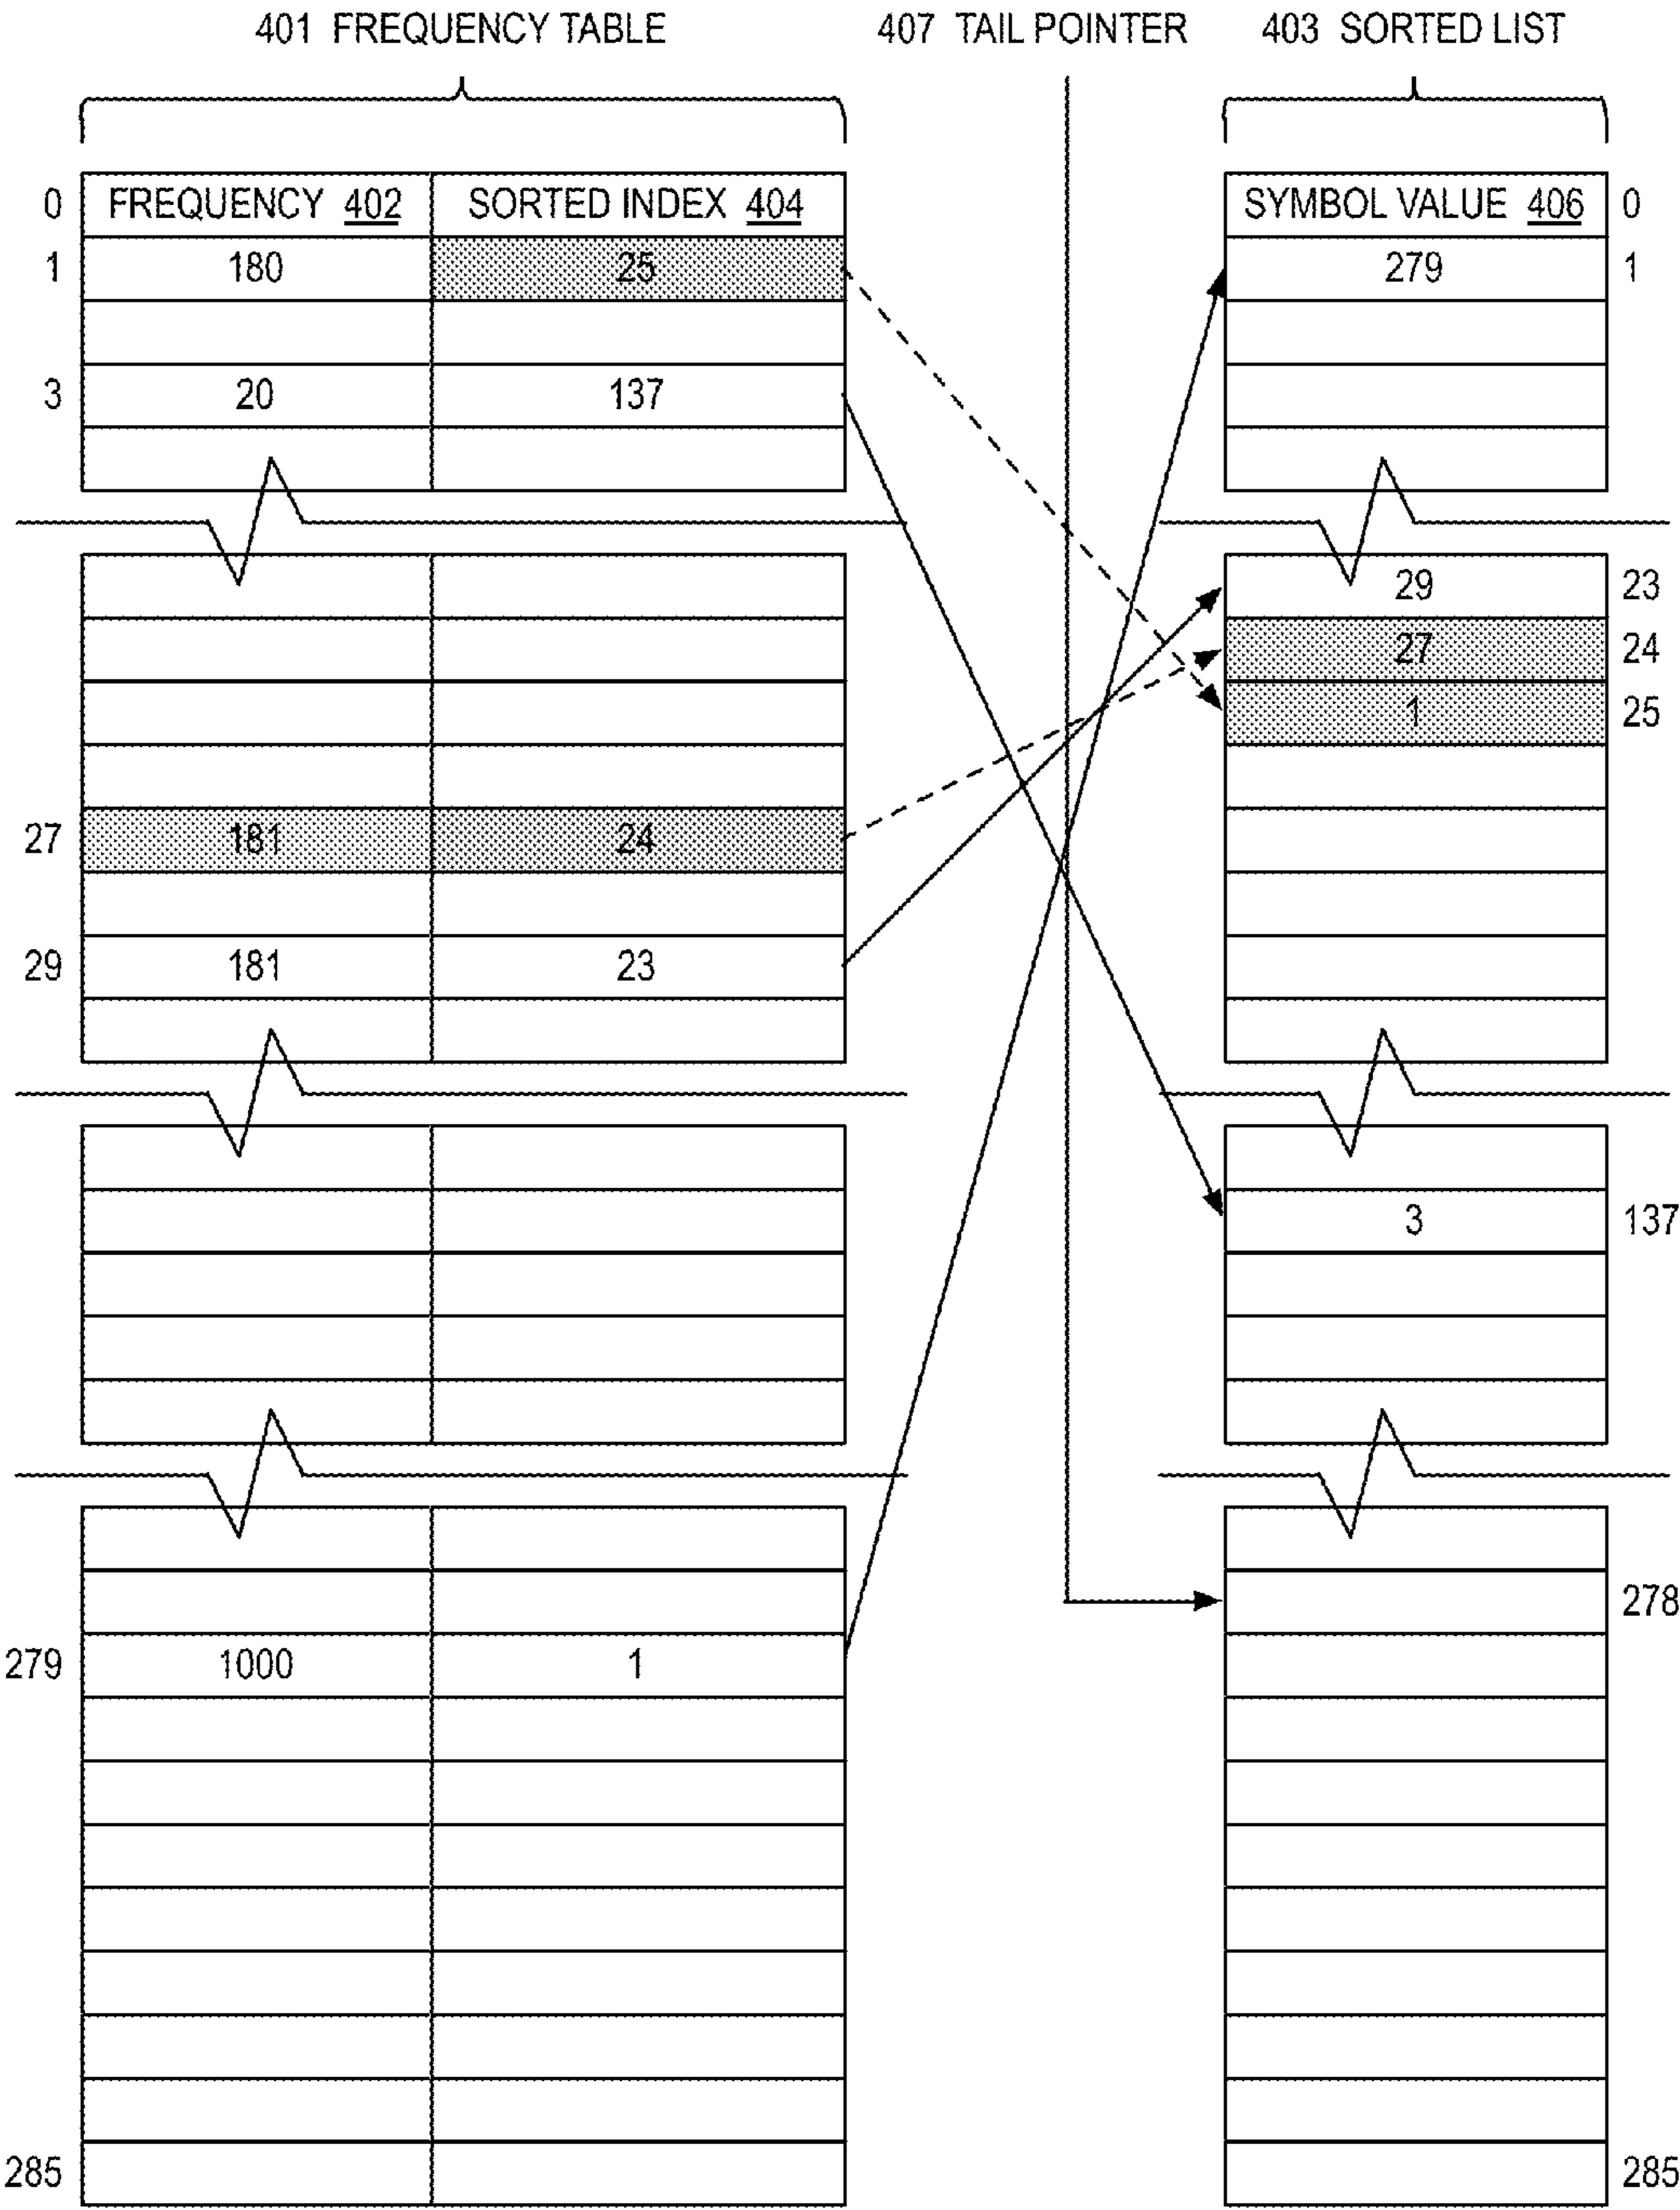 401 FREQUENCY TABLE 407 TAIL POINTER 403 SORTED LIST
0 FREQUENCY 402 SORTED INDEX 404 SYMBOL VALUE 406 0
1 180 25 279 1
3 20 137
29 23
27 24
1 25
27 181 24
29 181 23
3 137
278
279 1000 1
285 285